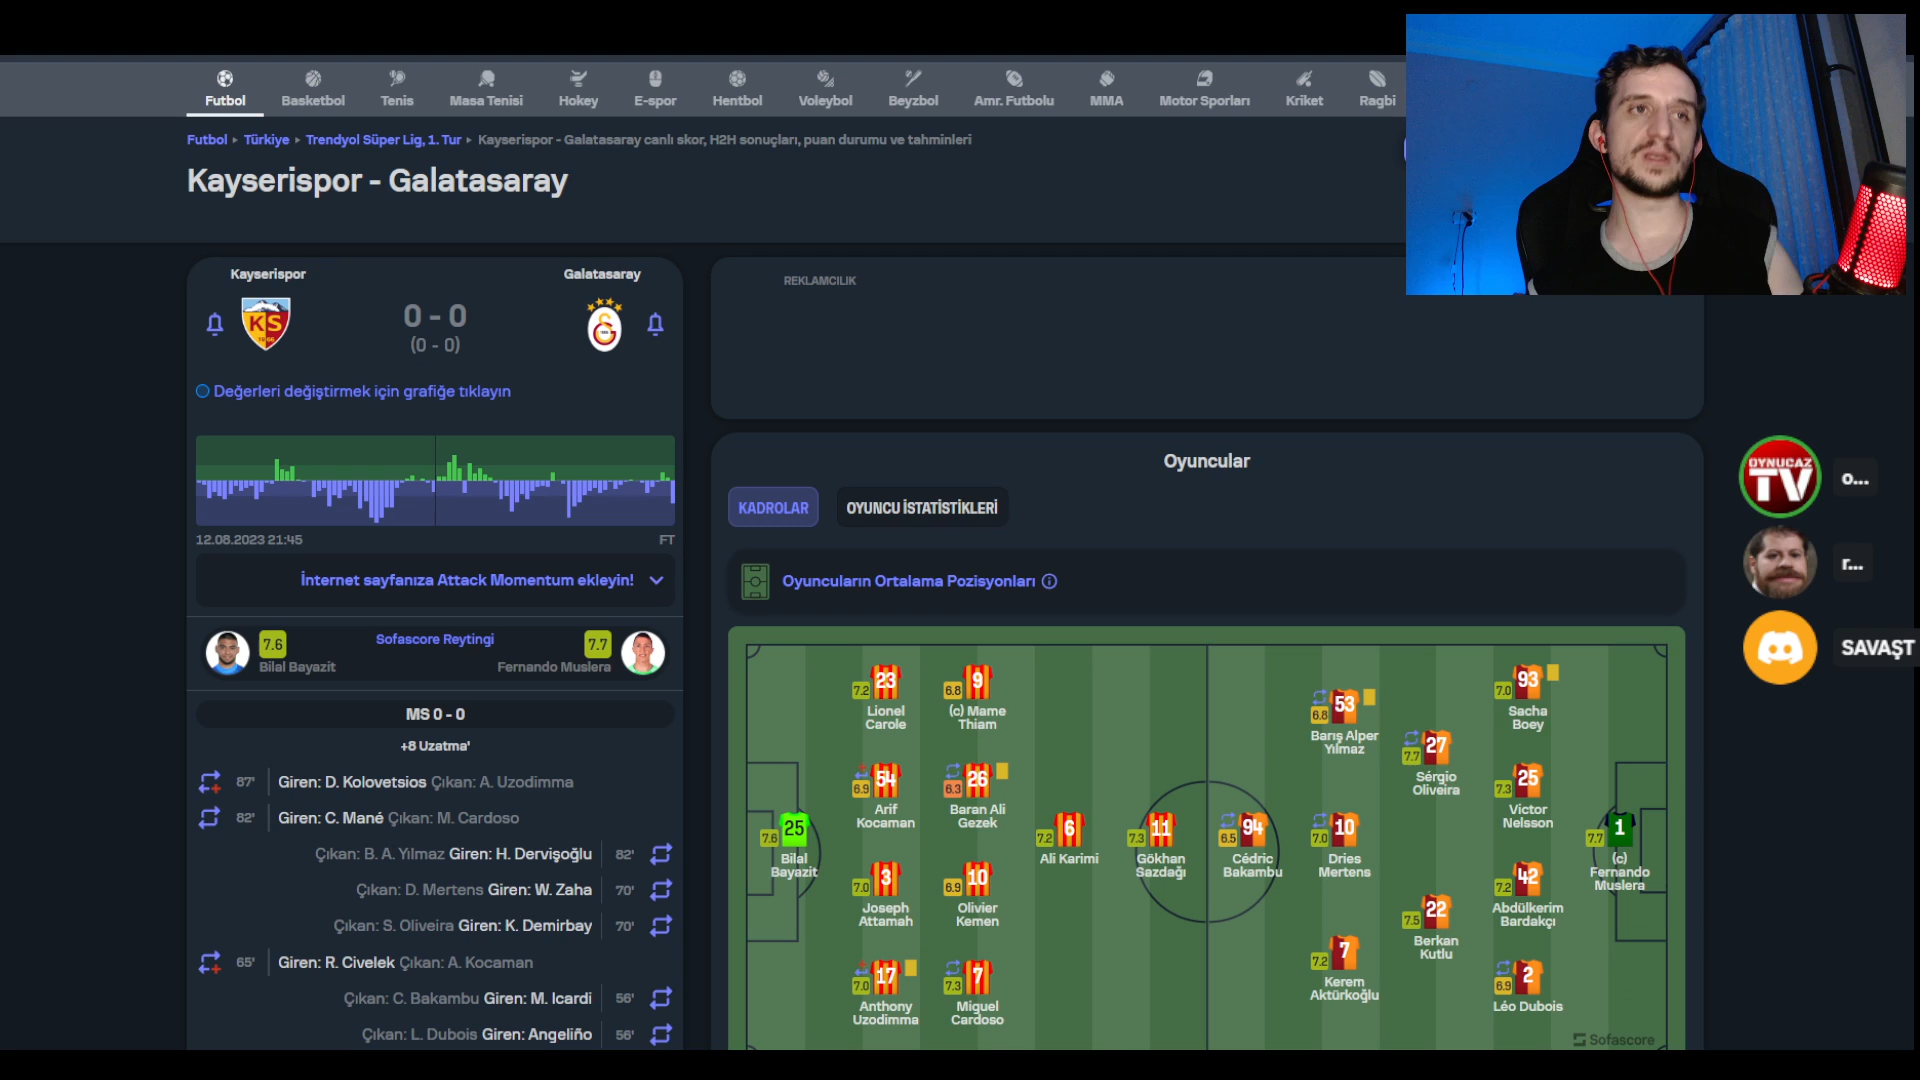 Futbol
Basketbol
Tenis
Masa Tenisi
Hokey
E-spor
Hentbol
Voleybol
Beyzbol
Amr. Futbolu
MMA
Motor Sporları
Kriket
Ragbi
Futbol ▸ Türkiye ▸ Trendyol Süper Lig, 1. Tur ▸ Kayserispor - Galatasaray canlı skor, H2H sonuçları, puan durumu ve tahminleri
Kayserispor - Galatasaray
Kayserispor
Galatasaray
0 - 0
(0 - 0)
Değerleri değiştirmek için grafiğe tıklayın
12.08.2023 21:45
FT
İnternet sayfanıza Attack Momentum ekleyin!
7.6
Bilal Bayazit
Sofascore Reytingi
7.7
Fernando Muslera
MS 0 - 0
+8 Uzatma'
87' Giren: D. Kolovetsios Çıkan: A. Uzodimma
82' Giren: C. Mané Çıkan: M. Cardoso
Çıkan: B. A. Yılmaz Giren: H. Dervişoğlu 82'
Çıkan: D. Mertens Giren: W. Zaha 70'
Çıkan: S. Oliveira Giren: K. Demirbay 70'
65' Giren: R. Civelek Çıkan: A. Kocaman
Çıkan: C. Bakambu Giren: M. Icardi 56'
Çıkan: L. Dubois Giren: Angeliño 56'
REKLAMCILIK
Oyuncular
KADROLAR
OYUNCU İSTATİSTİKLERİ
Oyuncuların Ortalama Pozisyonları
25
7.6
Bilal
Bayazit
23
7.2
Lionel
Carole
54
6.9
Arif
Kocaman
3
7.0
Joseph
Attamah
17
7.0
Anthony
Uzodimma
9
6.8
(c) Mame
Thiam
26
6.3
Baran Ali
Gezek
10
6.9
Olivier
Kemen
7
7.3
Miguel
Cardoso
6
7.2
Ali Karimi
11
7.3
Gökhan
Sazdağı
94
6.5
Cédric
Bakambu
53
6.8
Barış Alper
Yılmaz
10
7.0
Dries
Mertens
7
7.2
Kerem
Aktürkoğlu
27
7.7
Sérgio
Oliveira
22
7.5
Berkan
Kutlu
93
7.0
Sacha
Boey
25
7.3
Victor
Nelsson
42
7.2
Abdülkerim
Bardakçı
2
6.9
Léo Dubois
1
7.7
(c)
Fernando
Muslera
Sofascore
OYNUCAZ
TV
o...
r...
SAVAŞT